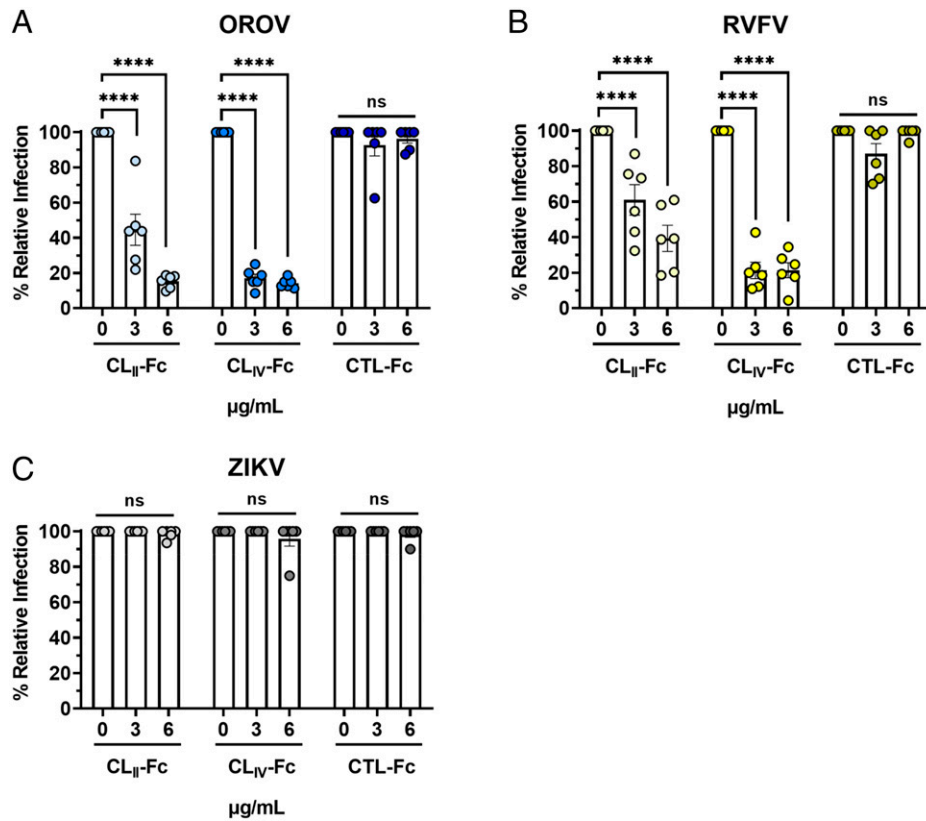 A
OROV
****
****
****
****
ns
% Relative Infection
100
80
60
40
20
0
0 3 6 0 3 6 0 3 6
CLII-Fc CLIV-Fc CTL-Fc
µg/mL
B
RVFV
****
****
****
****
ns
% Relative Infection
100
80
60
40
20
0
0 3 6 0 3 6 0 3 6
CLII-Fc CLIV-Fc CTL-Fc
µg/mL
C
ZIKV
ns ns ns
% Relative Infection
100
80
60
40
20
0
0 3 6 0 3 6 0 3 6
CLII-Fc CLIV-Fc CTL-Fc
µg/mL